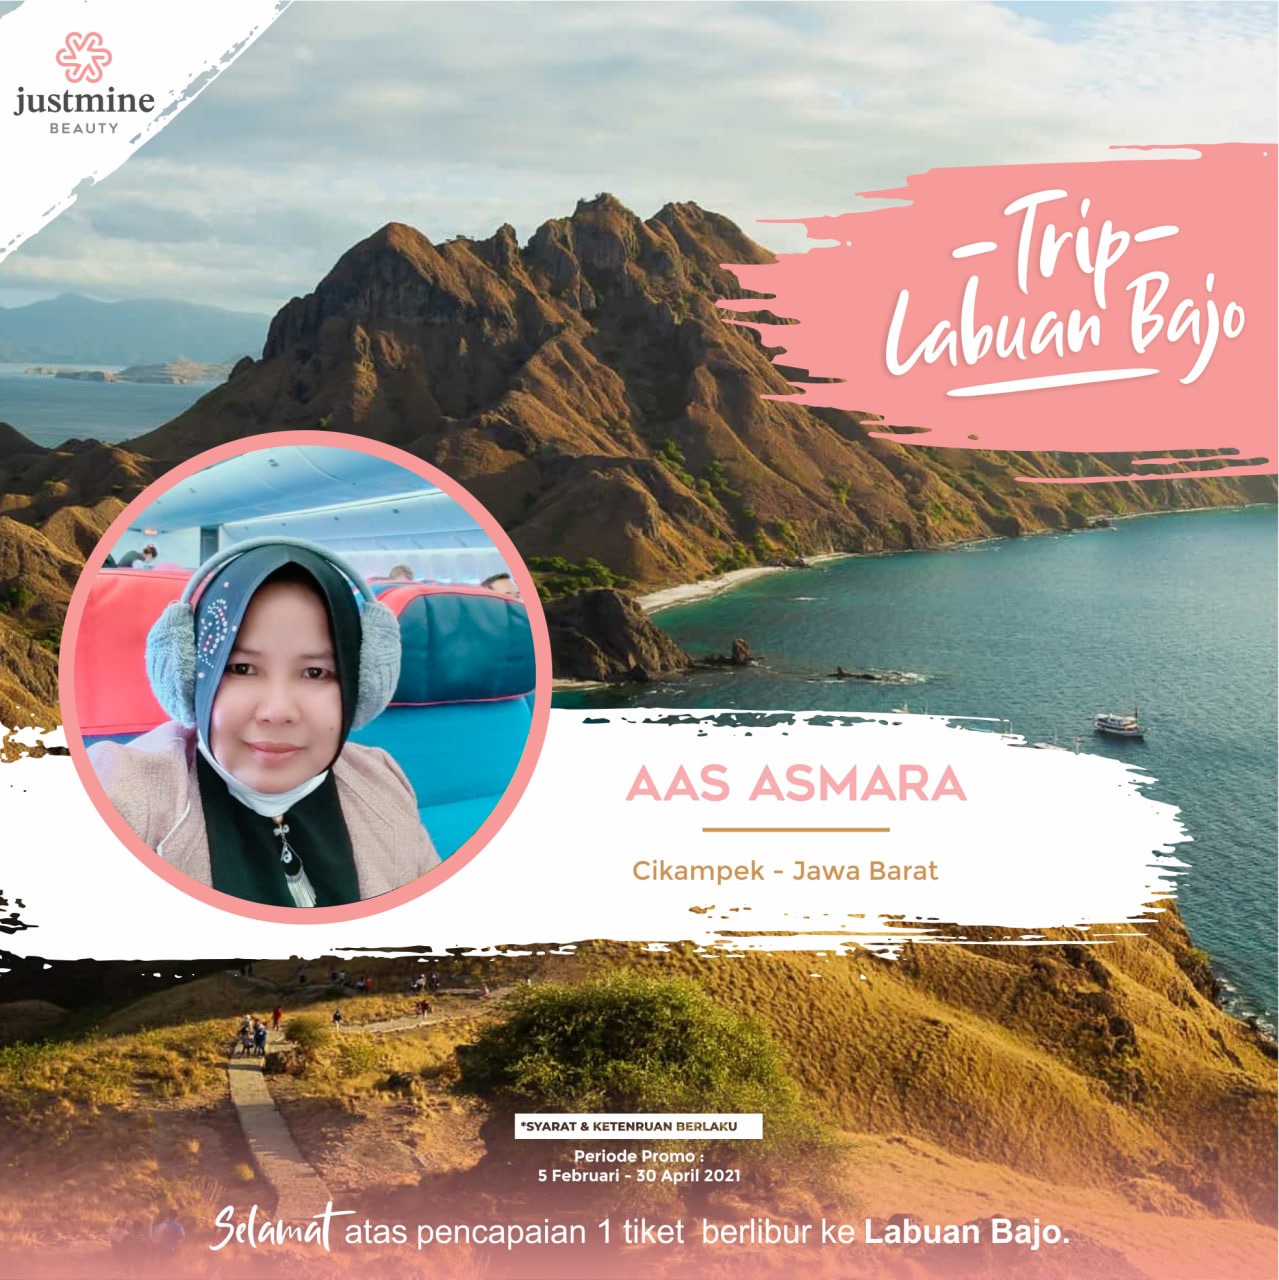 justmine
BEAUTY
-Trip-
Labuan Bajo
AAS ASMARA
Cikampek - Jawa Barat
*SYARAT & KETENRUAN BERLAKU
Periode Promo :
5 Februari - 30 April 2021
Selamat atas pencapaian 1 tiket berlibur ke Labuan Bajo.